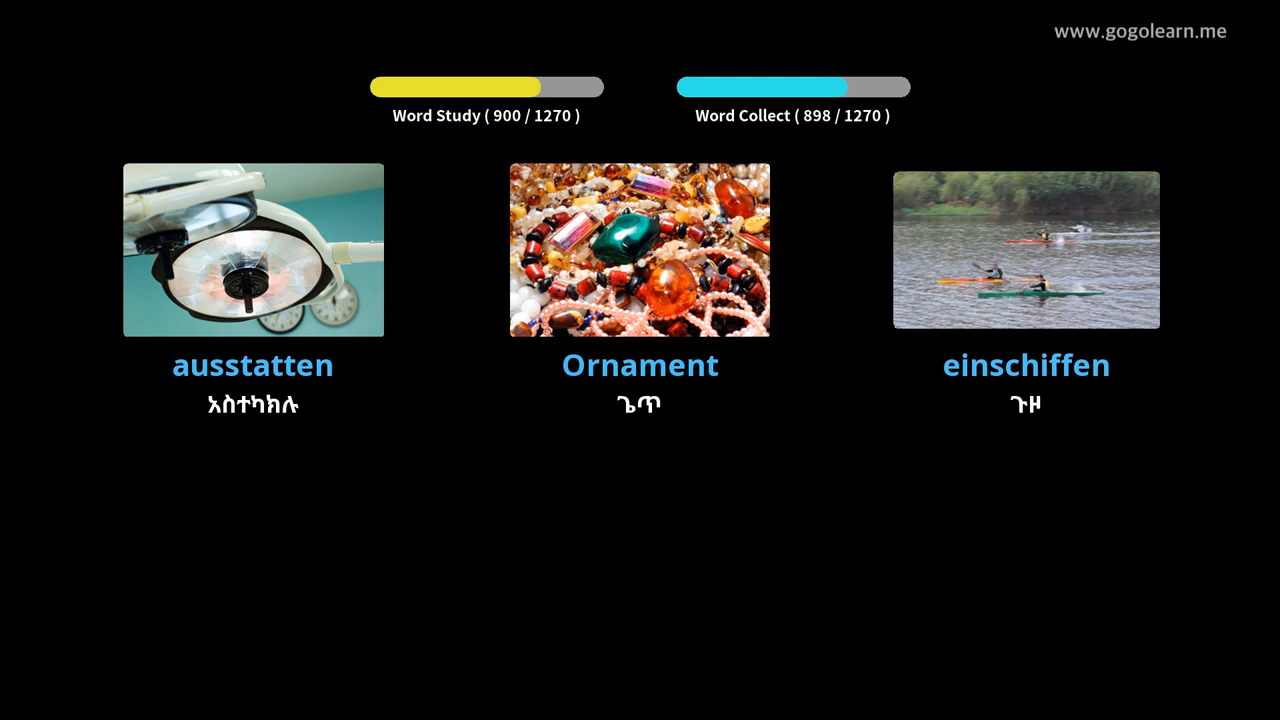 www.gogolearn.me
Word Study ( 900 / 1270 )
Word Collect ( 898 / 1270 )
ausstatten
አስተካክሉ
Ornament
ጌጥ
einschiffen
ጉዞ